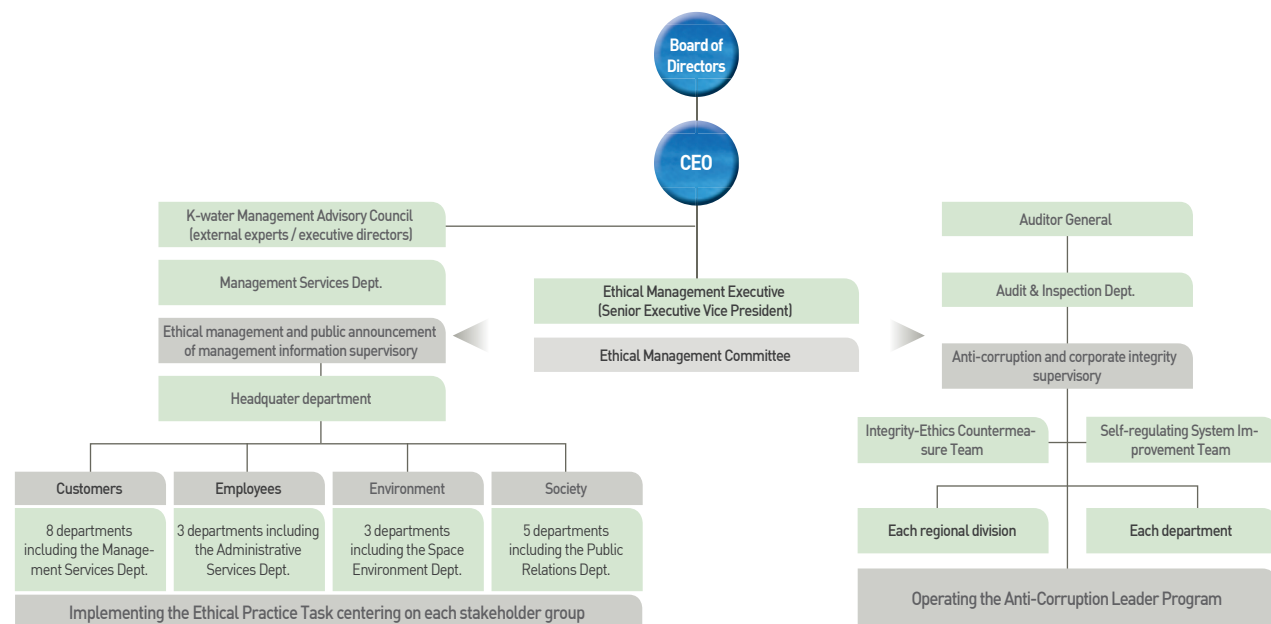 Board of
Directors
CEO
K-water Management Advisory Council
(external experts / executive directors)
Management Services Dept.
Ethical management and public announcement
of management information supervisory
Headquater department
Ethical Management Executive
(Senior Executive Vice President)
Ethical Management Committee
Auditor General
Audit & Inspection Dept.
Anti-corruption and corporate integrity
supervisory
Integrity-Ethics Countermea-
sure Team
Self-regulating System Im-
provement Team
Each regional division
Each department
Operating the Anti-Corruption Leader Program
Customers
8 departments
including the Manage-
ment Services Dept.
Employees
3 departments including
the Administrative
Services Dept.
Environment
3 departments
including the Space
Environment Dept.
Society
5 departments
including the Public
Relations Dept.
Implementing the Ethical Practice Task centering on each stakeholder group